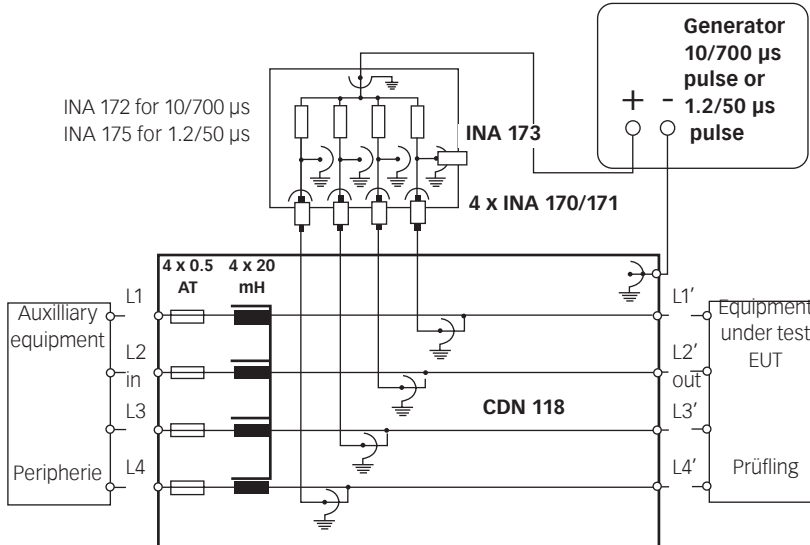 Generator
10/700 µs
pulse or
1.2/50 µs
pulse
+ -
INA 172 for 10/700 µs
INA 175 for 1.2/50 µs
INA 173
4 x INA 170/171
4 x 0.5
AT
4 x 20
mH
Auxilliary
equipment
Peripherie
L1
L2
in
L3
L4
CDN 118
L1'
L2'
out
L3'
L4'
Equipment
under test
EUT
Prüfling